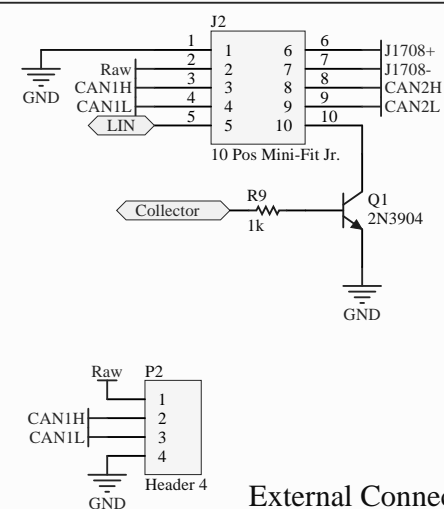 J2
1 1 6 6 J1708+
Raw 2 2 7 7 J1708-
CAN1H 3 3 8 8 CAN2H
CAN1L 4 4 9 9 CAN2L
LIN 5 5 10 10
GND
10 Pos Mini-Fit Jr.
Collector R9 Q1
1k 2N3904
GND
Raw P2
1
CAN1H 2
CAN1L 3
4
GND Header 4
External Connec